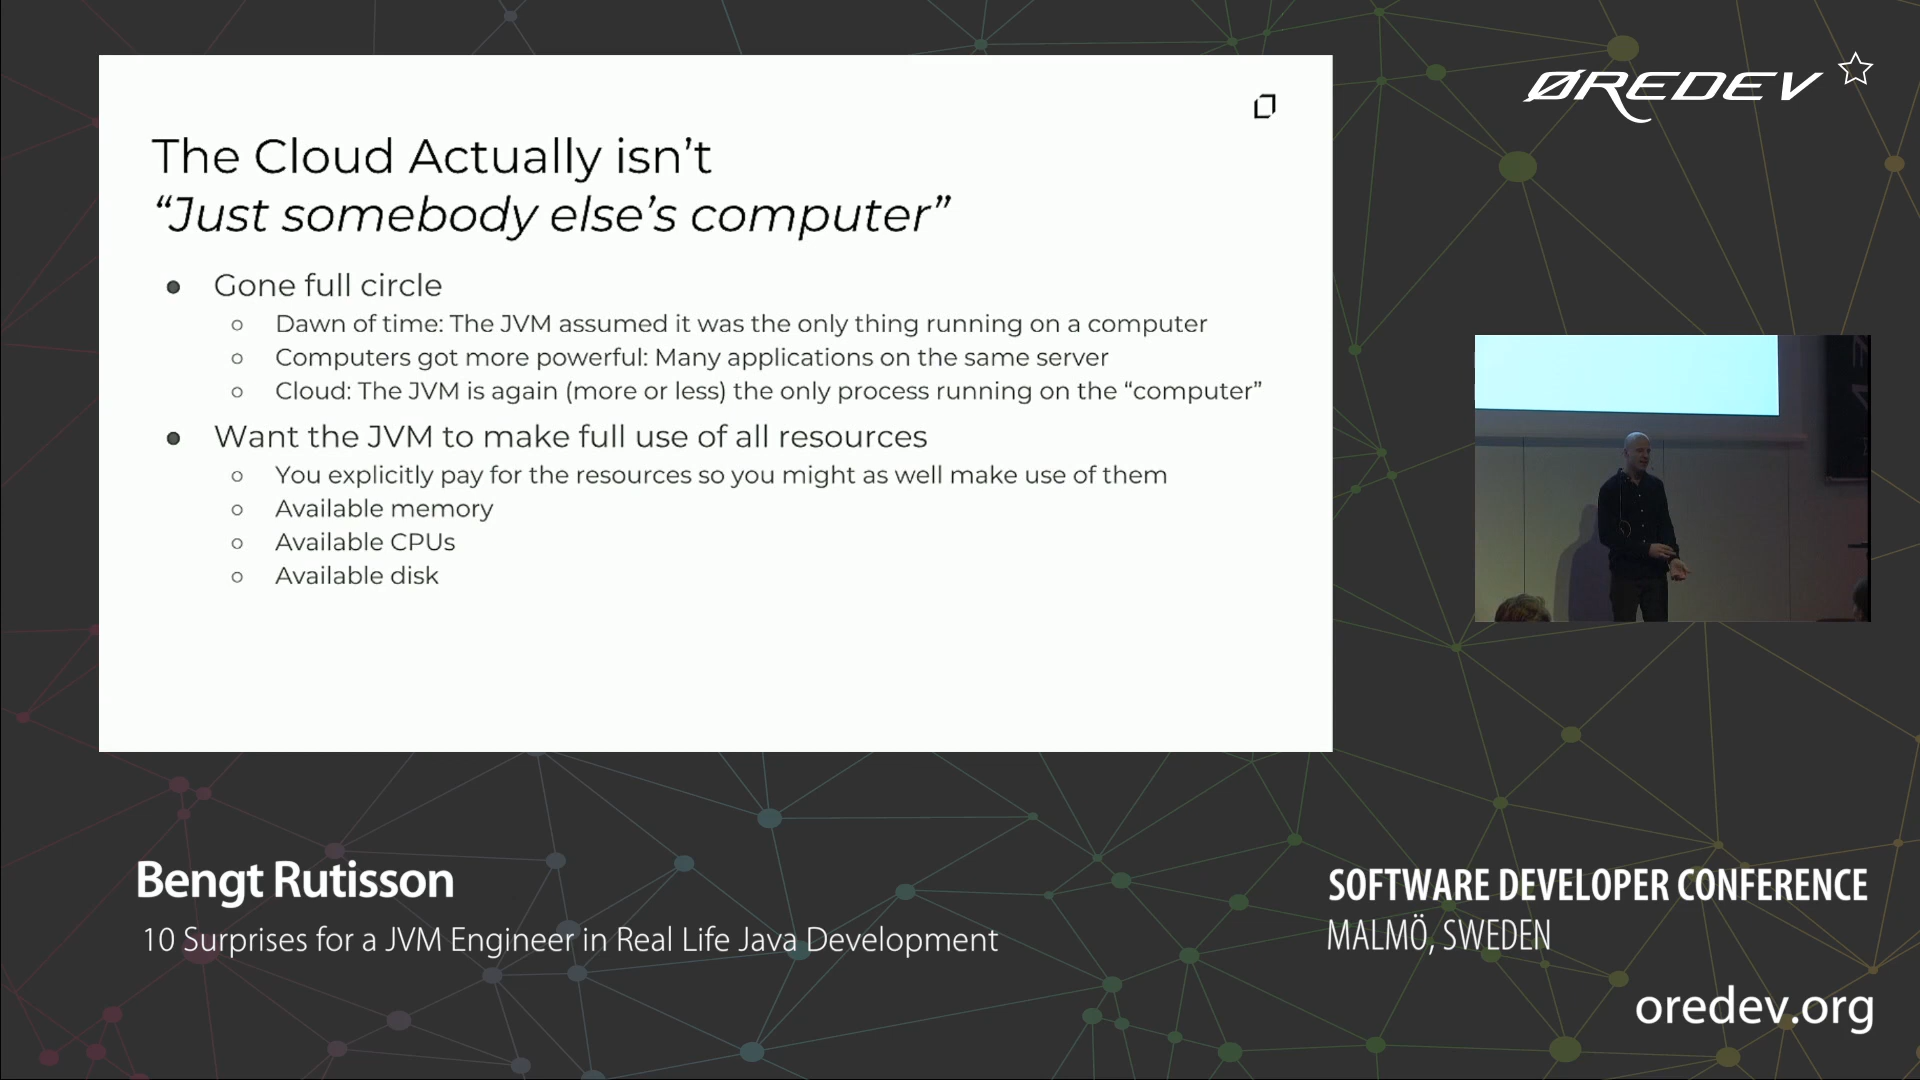 ØREDEV
The Cloud Actually isn’t
“Just somebody else’s computer”
● Gone full circle
○ Dawn of time: The JVM assumed it was the only thing running on a computer
○ Computers got more powerful: Many applications on the same server
○ Cloud: The JVM is again (more or less) the only process running on the “computer”
● Want the JVM to make full use of all resources
○ You explicitly pay for the resources so you might as well make use of them
○ Available memory
○ Available CPUs
○ Available disk
Bengt Rutisson
10 Surprises for a JVM Engineer in Real Life Java Development
SOFTWARE DEVELOPER CONFERENCE
MALMÖ, SWEDEN
oredev.org